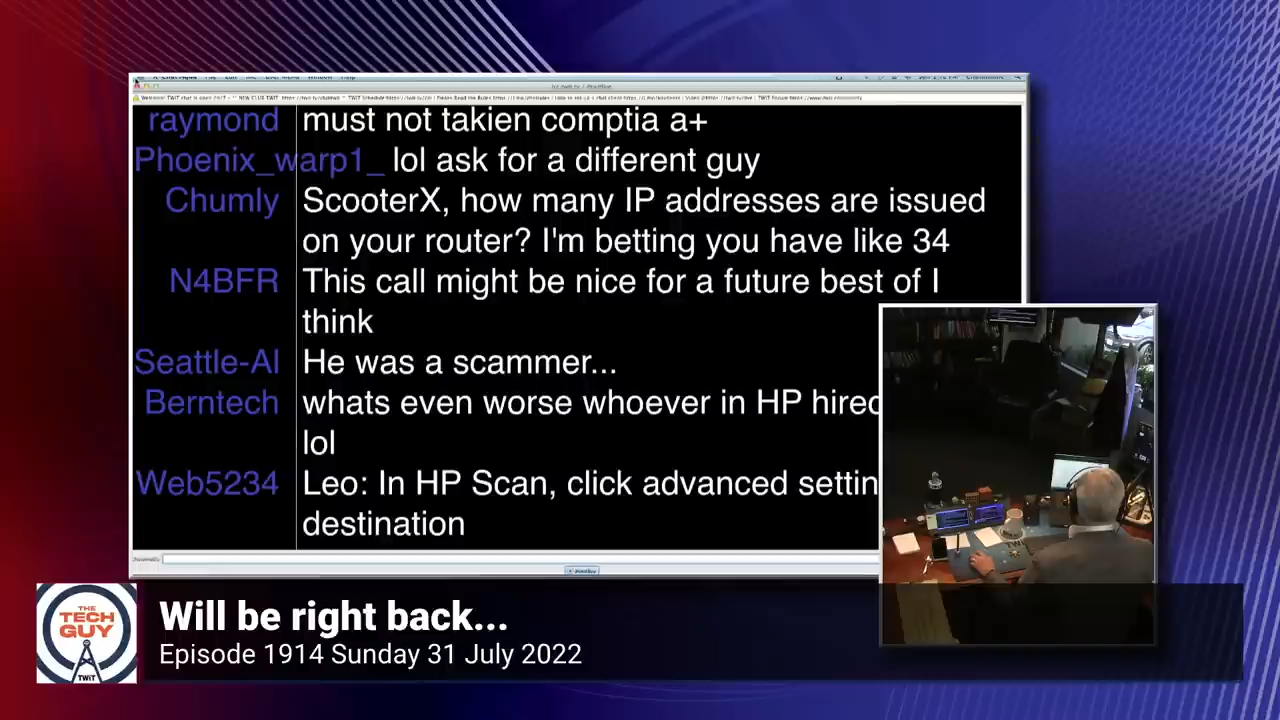 raymond must not takien comptia a+
Phoenix_warp1_ lol ask for a different guy
Chumly ScooterX, how many IP addresses are issued
on your router? I'm betting you have like 34
N4BFR This call might be nice for a future best of I
think
Seattle-Al He was a scammer...
Berntech whats even worse whoever in HP hired
lol
Web5234 Leo: In HP Scan, click advanced settin
destination
THE
TECH
GUY
TWiT
Will be right back...
Episode 1914 Sunday 31 July 2022